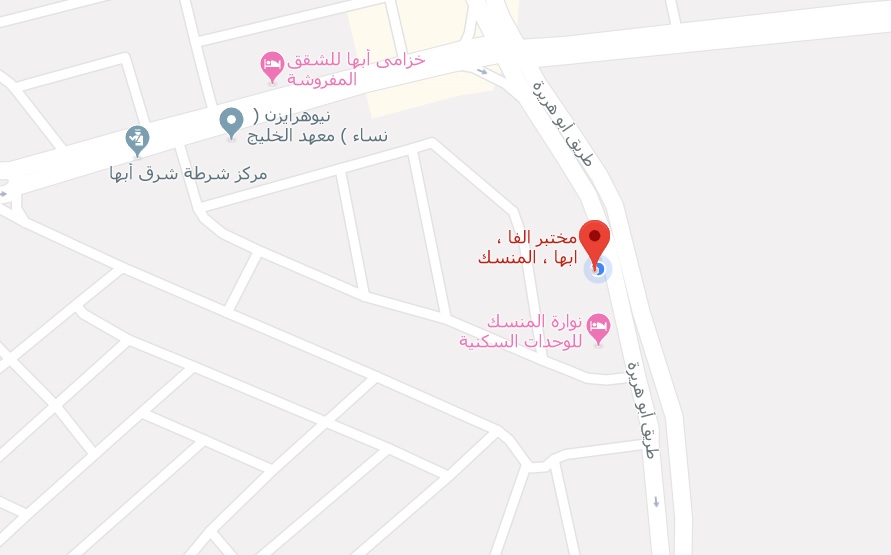 خزامى أبها للشقق
المفروشة
نيوهرايزن (
نساء ) معهد الخليج
مركز شرطة شرق أبها
طريق أبو هريرة
مختبر الفا ،
ابها ، المنسك
نوارة المنسك
للوحدات السكنية
طريق أبو هريرة